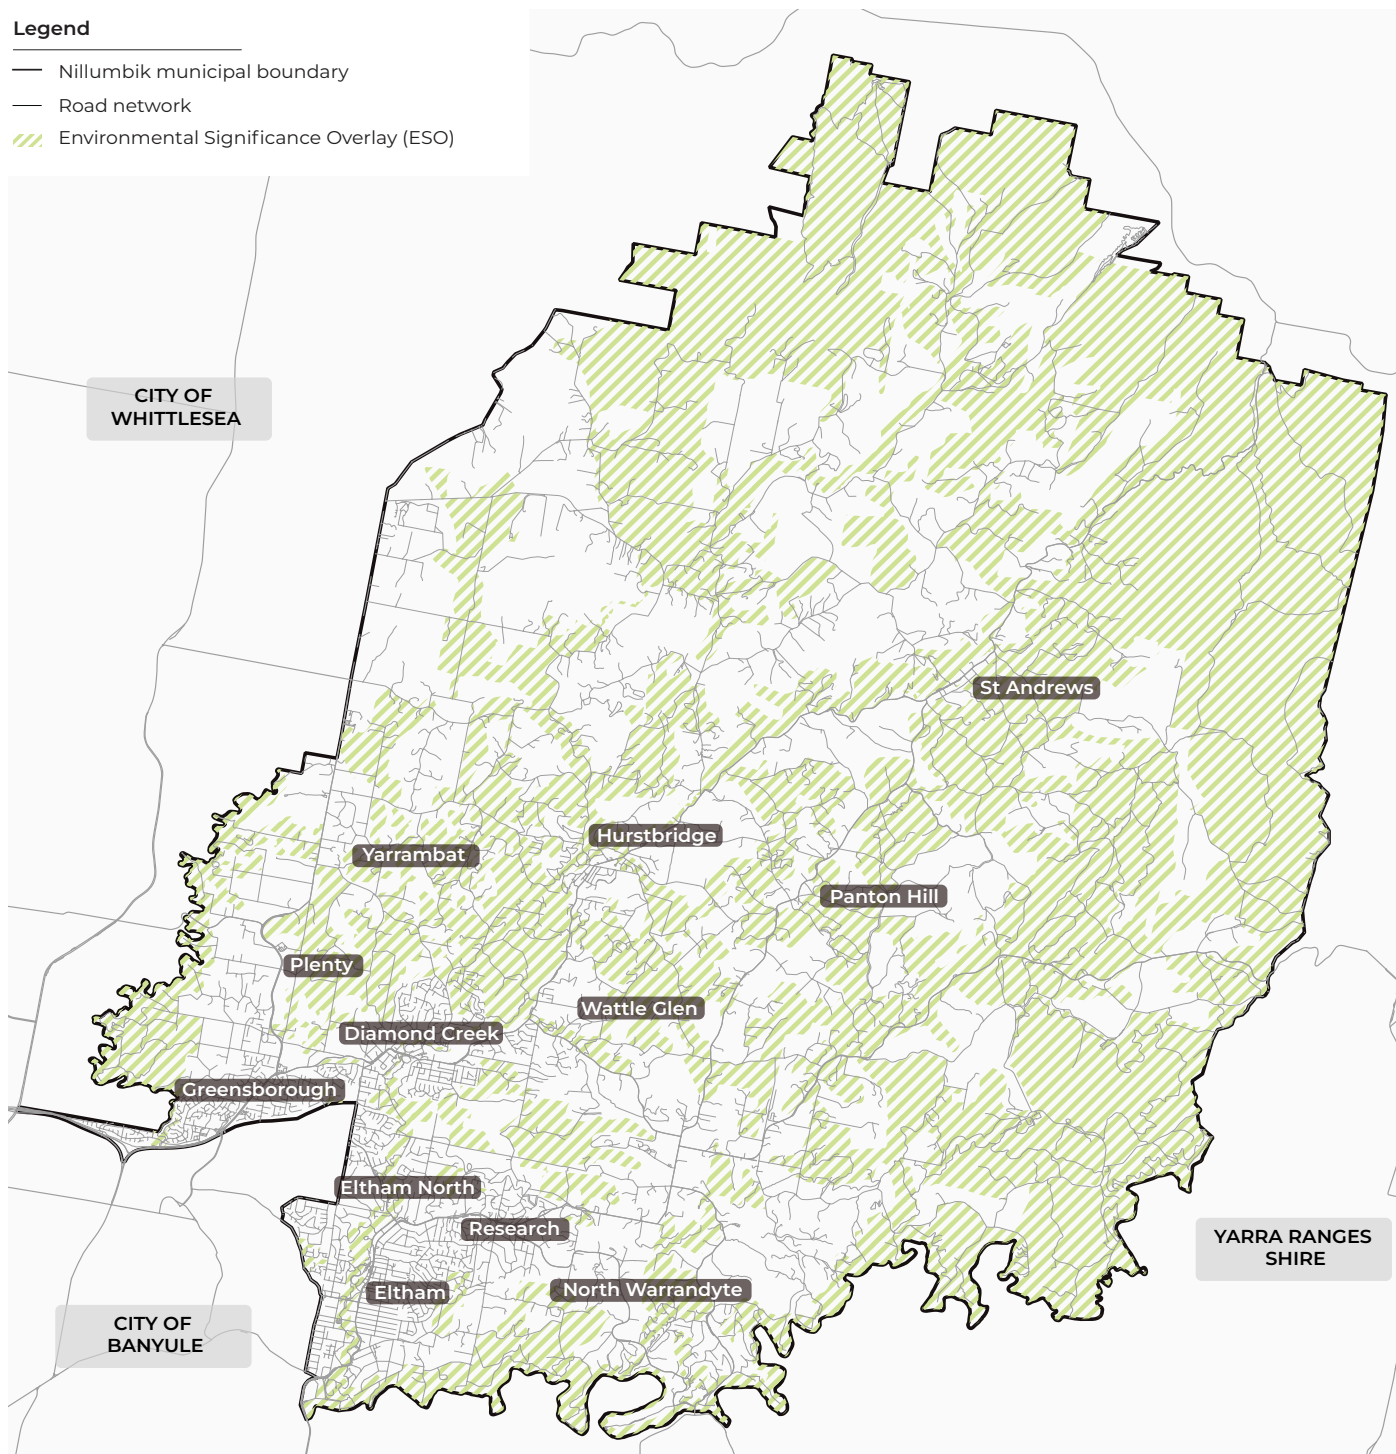 Legend
Nillumbik municipal boundary
Road network
Environmental Significance Overlay (ESO)
CITY OF
WHITTLESEA
St Andrews
Hurstbridge
Yarrambat
Panton Hill
Plenty
Wattle Glen
Diamond Creek
Greensborough
Eltham North
Research
YARRA RANGES
SHIRE
Eltham
North Warrandyte
CITY OF
BANYULE